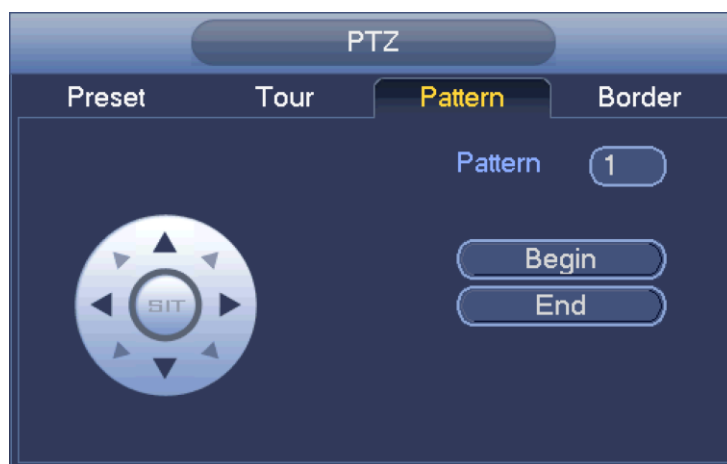 PTZ
Preset Tour Pattern Border
Pattern 1
Begin
SIT
End